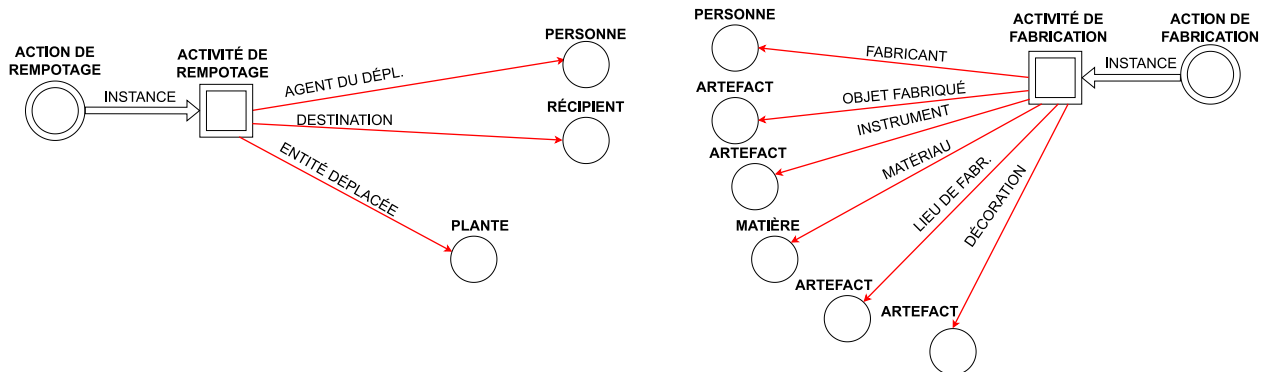 ACTION DE
REMPOTAGE
INSTANCE
ACTIVITÉ DE
REMPOTAGE
AGENT DU DÉPL.
DESTINATION
ENTITÉ DÉPLACÉE
PERSONNE
RÉCIPIENT
PLANTE
PERSONNE
ARTEFACT
ARTEFACT
MATIÈRE
ARTEFACT
ARTEFACT
FABRICANT
OBJET FABRIQUÉ
INSTRUMENT
MATÉRIAU
LIEU DE FABR.
DÉCORATION
ACTIVITÉ DE
FABRICATION
INSTANCE
ACTION DE
FABRICATION